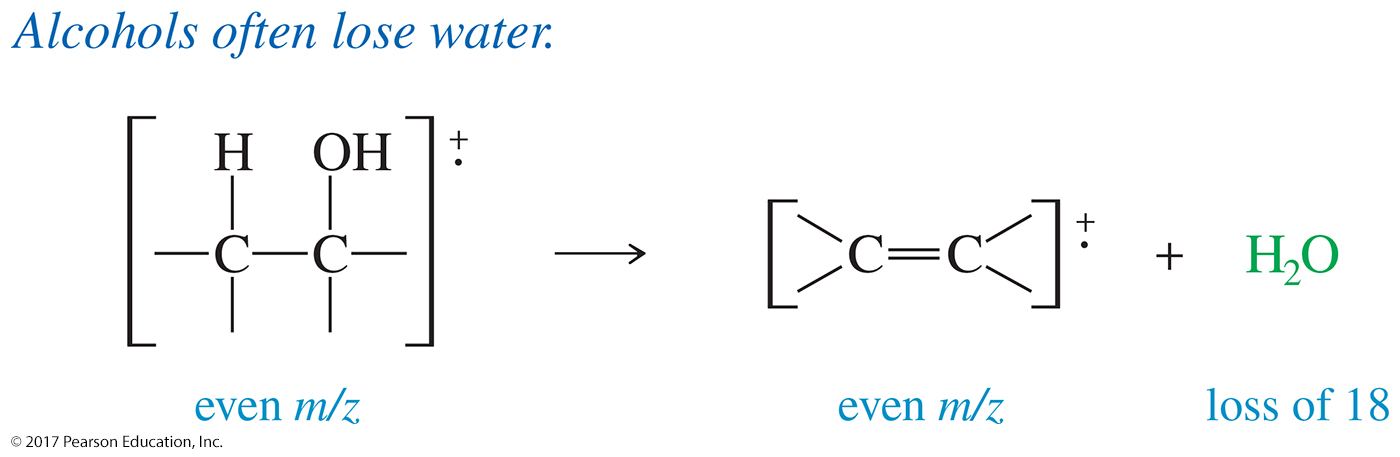 Alcohols often lose water.
H OH + .
C C
C C + . + H₂O
even m/z even m/z loss of 18
© 2017 Pearson Education, Inc.